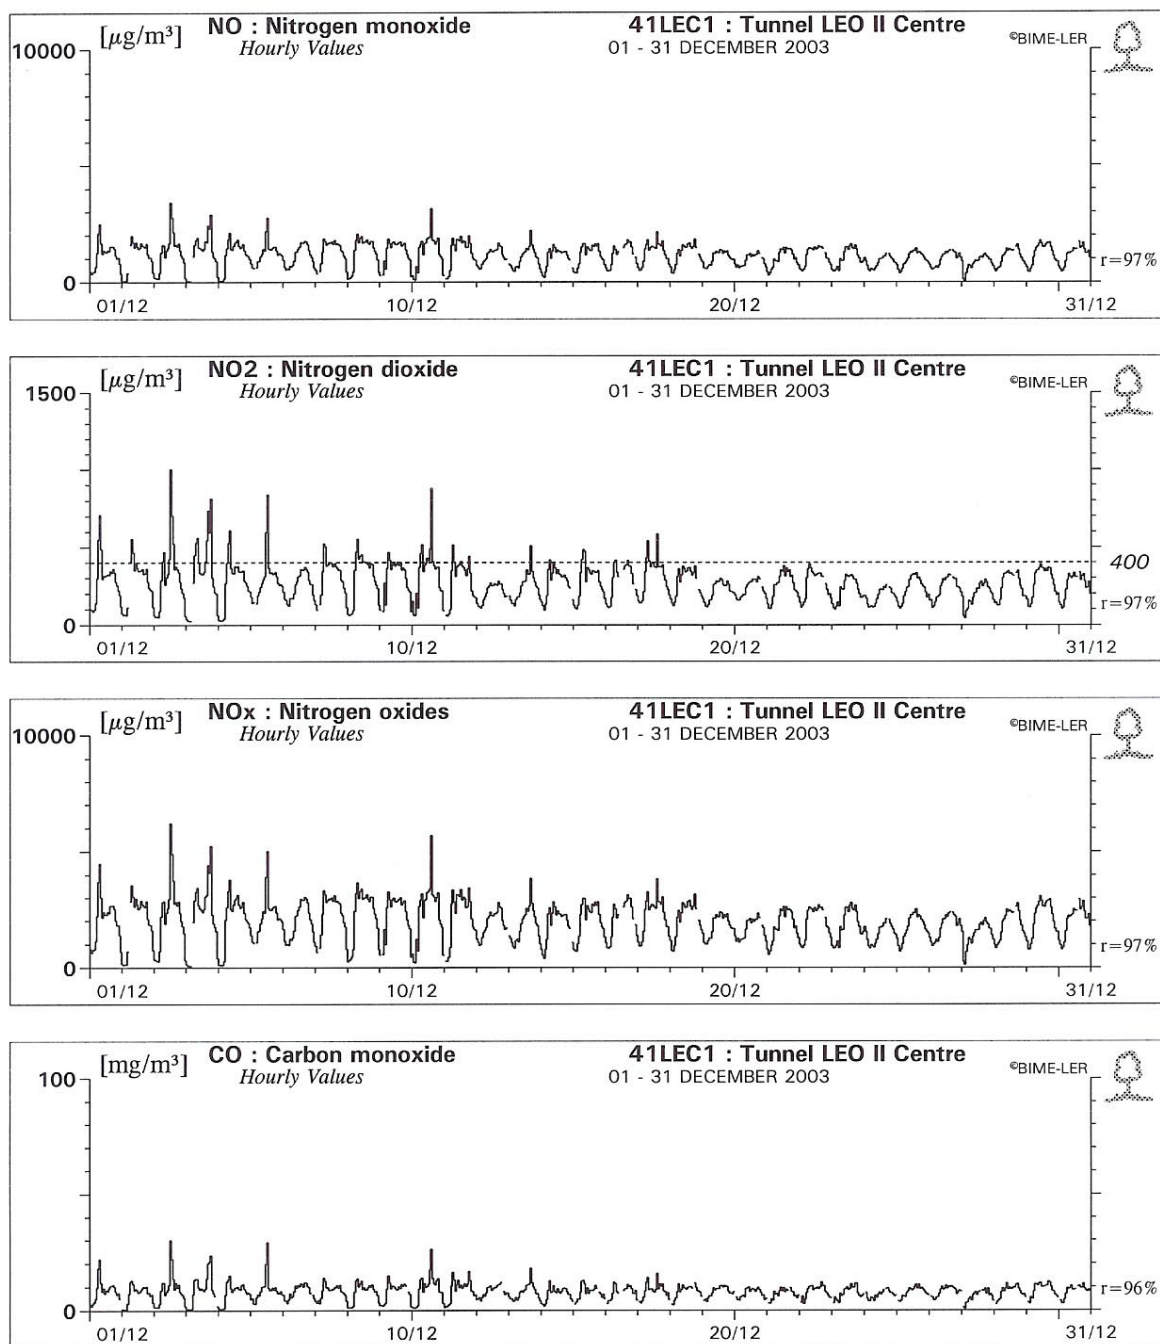 [μg/m³] NO : Nitrogen monoxide 41LEC1 : Tunnel LEO II Centre ©BIME-LER
Hourly Values 01 - 31 DECEMBER 2003
10000
0
r=97%
01/12 10/12 20/12 31/12
[μg/m³] NO2 : Nitrogen dioxide 41LEC1 : Tunnel LEO II Centre ©BIME-LER
Hourly Values 01 - 31 DECEMBER 2003
1500
400
r=97%
0
01/12 10/12 20/12 31/12
[μg/m³] NOx : Nitrogen oxides 41LEC1 : Tunnel LEO II Centre ©BIME-LER
Hourly Values 01 - 31 DECEMBER 2003
10000
r=97%
0
01/12 10/12 20/12 31/12
[mg/m³] CO : Carbon monoxide 41LEC1 : Tunnel LEO II Centre ©BIME-LER
Hourly Values 01 - 31 DECEMBER 2003
100
r=96%
0
01/12 10/12 20/12 31/12